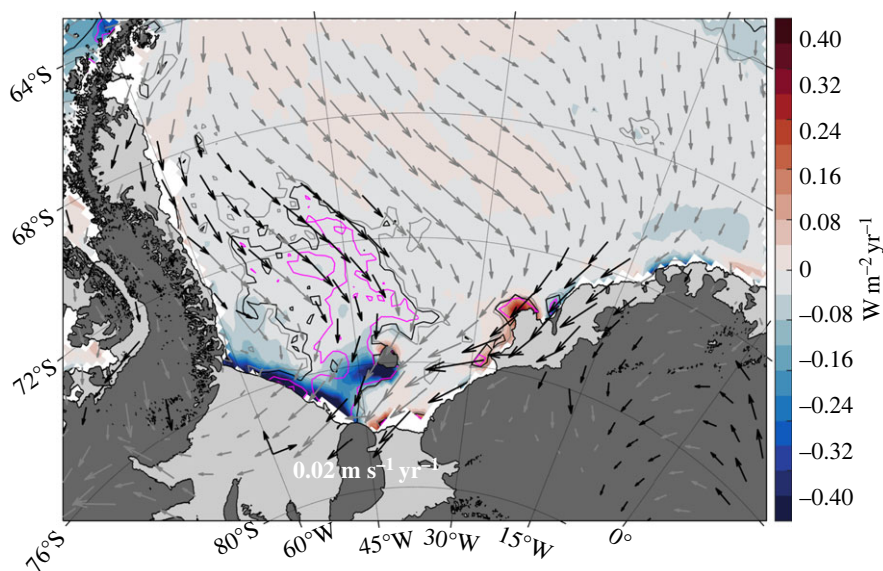 64°S
68°S
72°S
76°S
80°S
60°W
45°W
30°W
15°W
0°
0.02 m s⁻¹ yr⁻¹
0.40
0.32
0.24
0.16
0.08
0
–0.08
–0.16
–0.24
–0.32
–0.40
W m⁻² yr⁻¹